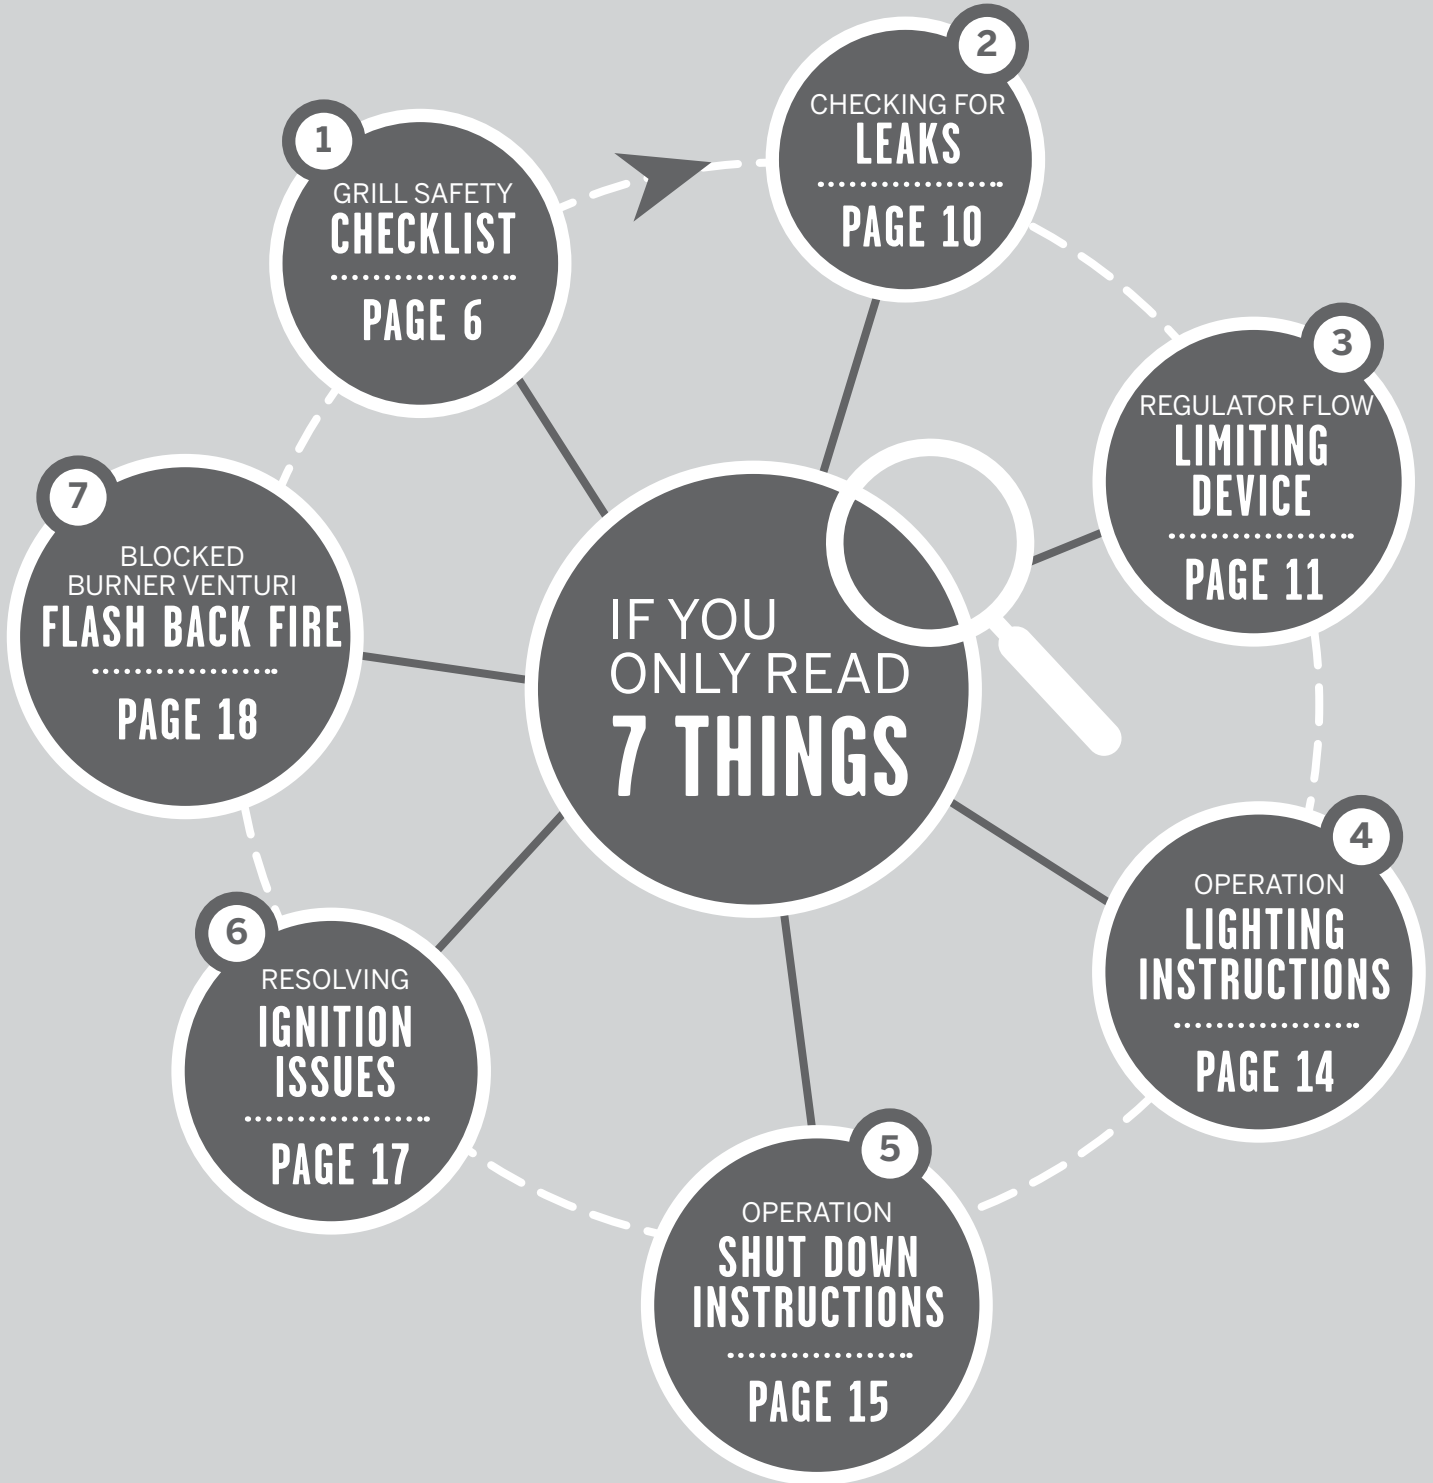 1
GRILL SAFETY
CHECKLIST
PAGE 6
2
CHECKING FOR
LEAKS
PAGE 10
3
REGULATOR FLOW
LIMITING
DEVICE
PAGE 11
4
OPERATION
LIGHTING
INSTRUCTIONS
PAGE 14
5
OPERATION
SHUT DOWN
INSTRUCTIONS
PAGE 15
6
RESOLVING
IGNITION
ISSUES
PAGE 17
7
BLOCKED
BURNER VENTURI
FLASH BACK FIRE
PAGE 18
IF YOU
ONLY READ
7 THINGS